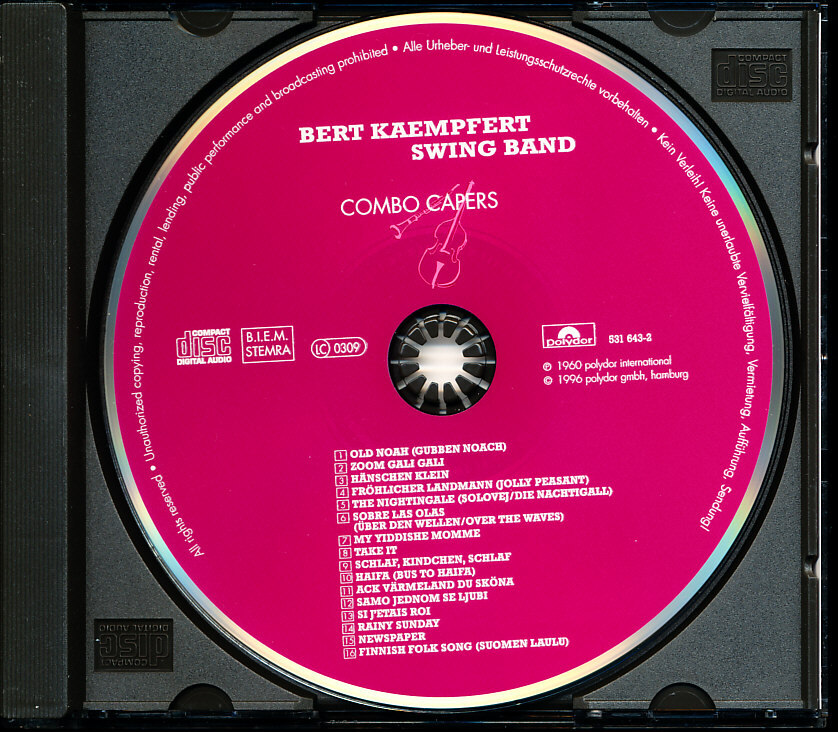 All rights reserved • Unauthorized copying, reproduction, rental, lending, public performance and broadcasting prohibited • Alle Urheber- und Leistungsschutzrechte vorbehalten • Kein Verleih! Keine unerlaubte Vervielfältigung, Vermietung, Aufführung, Sendung!
COMPACT
disc
DIGITAL AUDIO
BERT KAEMPFERT
SWING BAND
COMBO CAPERS
COMPACT
disc
DIGITAL AUDIO
B.I.E.M.
STEMRA
LC 0309
polydor
531 643-2
℗ 1960 polydor international
© 1996 polydor gmbh, hamburg
1 OLD NOAH (GUBBEN NOACH)
2 ZOOM GALI GALI
3 HÄNSCHEN KLEIN
4 FRÖHLICHER LANDMANN (JOLLY PEASANT)
5 THE NIGHTINGALE (SOLOVEJ/DIE NACHTIGALL)
6 SOBRE LAS OLAS
(ÜBER DEN WELLEN/OVER THE WAVES)
7 MY YIDDISHE MOMME
8 TAKE IT
9 SCHLAF, KINDCHEN, SCHLAF
10 HAIFA (BUS TO HAIFA)
11 ACK VÄRMELAND DU SKÖNA
12 SAMO JEDNOM SE LJUBI
13 SI J'ETAIS ROI
14 RAINY SUNDAY
15 NEWSPAPER
16 FINNISH FOLK SONG (SUOMEN LAULU)
COMPACT
disc
DIGITAL AUDIO